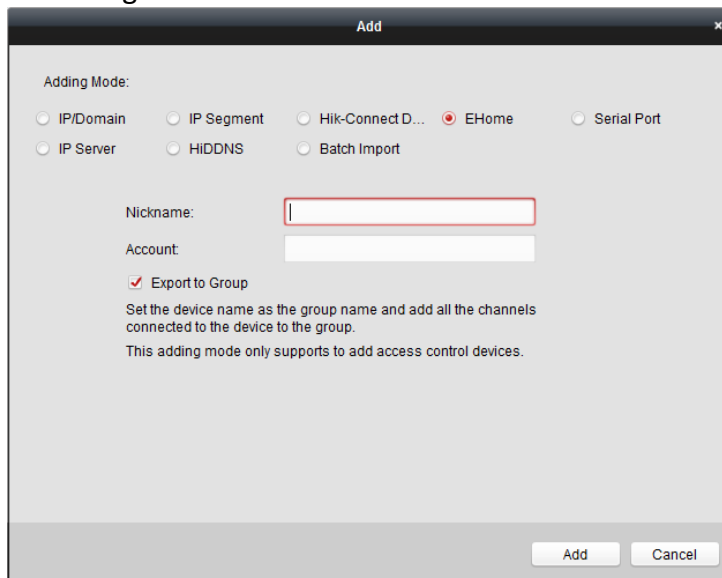 Add
×
Adding Mode:
IP/Domain IP Segment Hik-Connect D... EHome Serial Port
IP Server HiDDNS Batch Import
Nickname:
Account:
Export to Group
Set the device name as the group name and add all the channels
connected to the device to the group.
This adding mode only supports to add access control devices.
Add Cancel